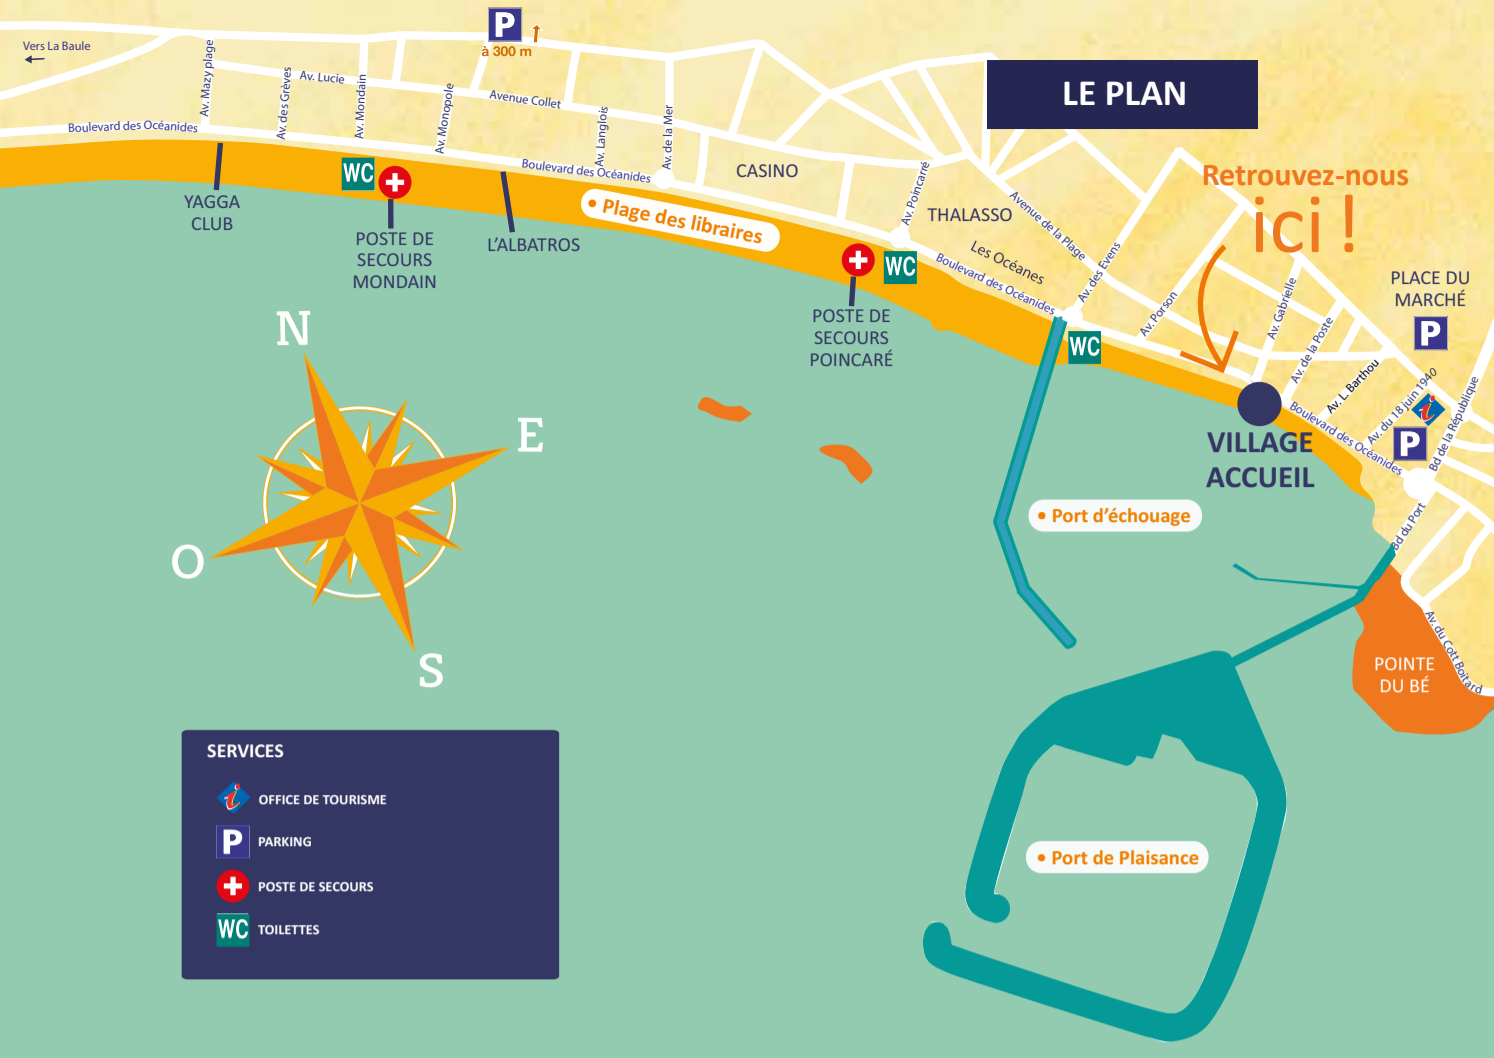 Vers La Baule
P
à 300 m
LE PLAN
Av. Mazy plage
Av. des Grèves
Av. Lucie
Av. Mondain
Av. Monopole
Avenue Collet
Av. Langlois
Av. de la Mer
Boulevard des Océanides
Boulevard des Océanides
CASINO
Av. Poincarré
THALASSO
Les Océanes
Avenue de la Plage
Boulevard des Océanides
Av. des Evens
Retrouvez-nous
ici !
Av. Porson
Av. Gabrielle
Av. de la Poste
Av. L. Barthou
Av. du 18 juin 1940
PLACE DU
MARCHÉ
P
i
P
Bd de la République
Boulevard des Océanides
Bd du Port
Av. du Cott Boitard
WC
YAGGA
CLUB
POSTE DE
SECOURS
MONDAIN
L'ALBATROS
• Plage des libraires
WC
POSTE DE
SECOURS
POINCARÉ
WC
VILLAGE
ACCUEIL
• Port d'échouage
POINTE
DU BÉ
• Port de Plaisance
N
E
O
S
SERVICES
i OFFICE DE TOURISME
P PARKING
POSTE DE SECOURS
WC TOILETTES